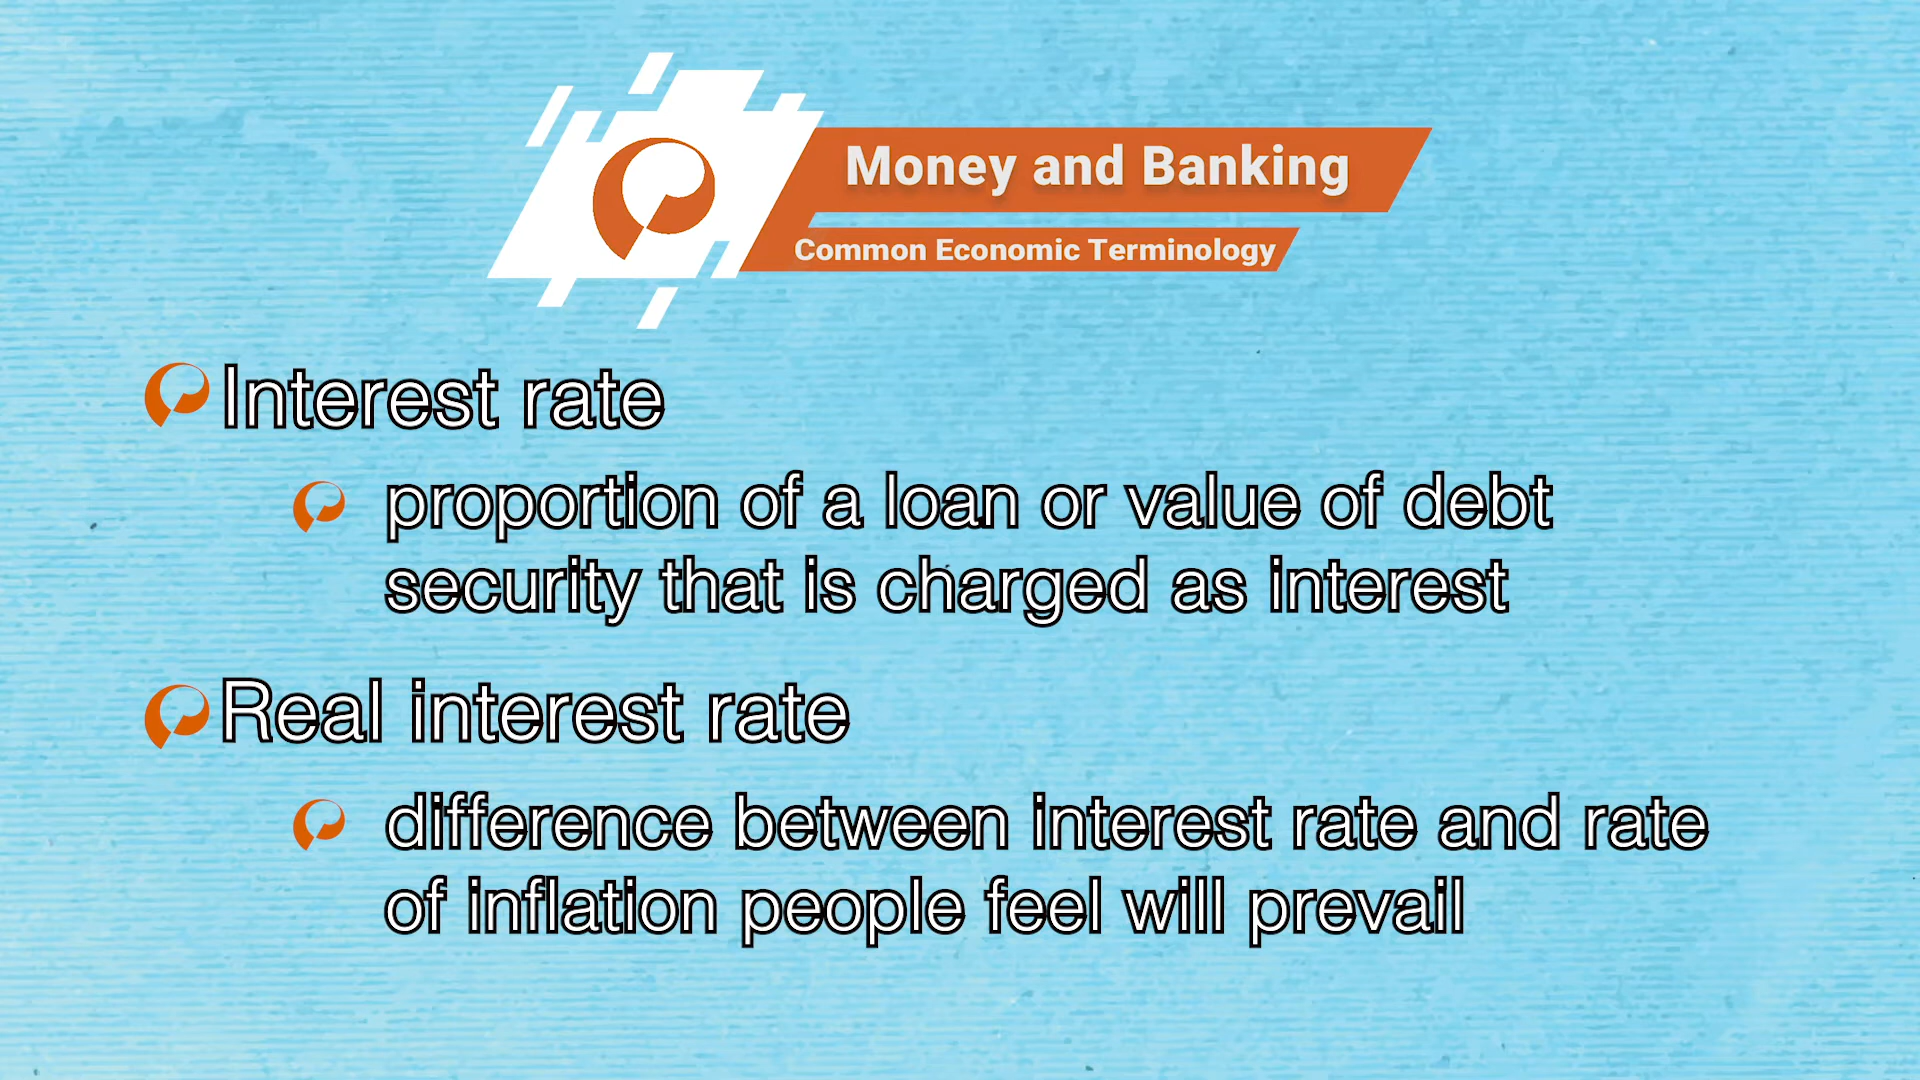 Money and Banking
Common Economic Terminology
Interest rate
proportion of a loan or value of debt
security that is charged as interest
Real interest rate
difference between interest rate and rate
of inflation people feel will prevail